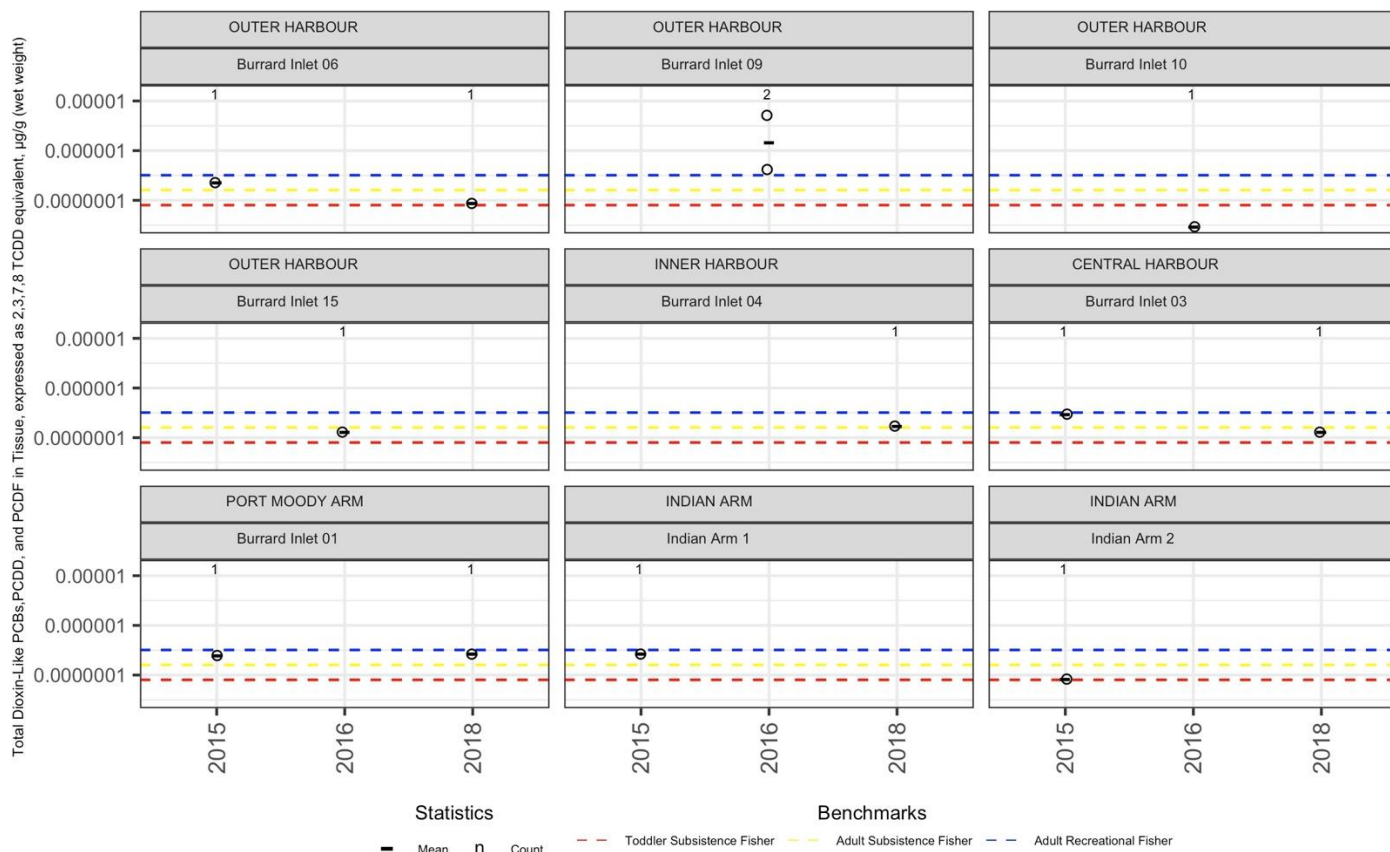 Total Dioxin-Like PCBs,PCDD, and PCDF in Tissue, expressed as 2,3,7,8 TCDD equivalent, µg/g (wet weight)
OUTER HARBOUR OUTER HARBOUR OUTER HARBOUR
Burrard Inlet 06 Burrard Inlet 09 Burrard Inlet 10
1 1 2 1
0.00001
0.000001
0.0000001
OUTER HARBOUR INNER HARBOUR CENTRAL HARBOUR
Burrard Inlet 15 Burrard Inlet 04 Burrard Inlet 03
1 1 1 1
0.00001
0.000001
0.0000001
PORT MOODY ARM INDIAN ARM INDIAN ARM
Burrard Inlet 01 Indian Arm 1 Indian Arm 2
1 1 1 1
0.00001
0.000001
0.0000001
2015 2016 2018 2015 2016 2018 2015 2016 2018
Statistics Benchmarks
Mean n Count Toddler Subsistence Fisher Adult Subsistence Fisher Adult Recreational Fisher